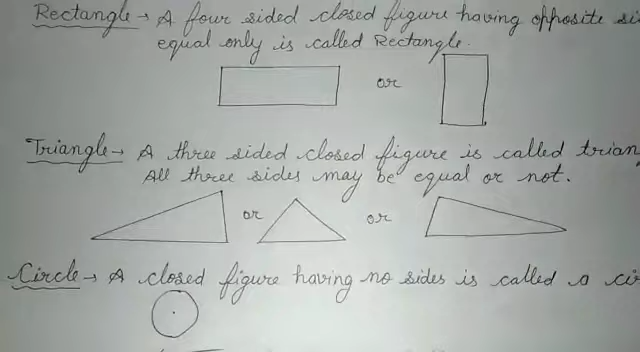 Rectangle → A four sided closed figure having opposite
equal only is called Rectangle.
or
Triangle → A three sided closed figure is called
All three sides may be equal or not.
or
or
Circle → A closed figure having no sides is called a